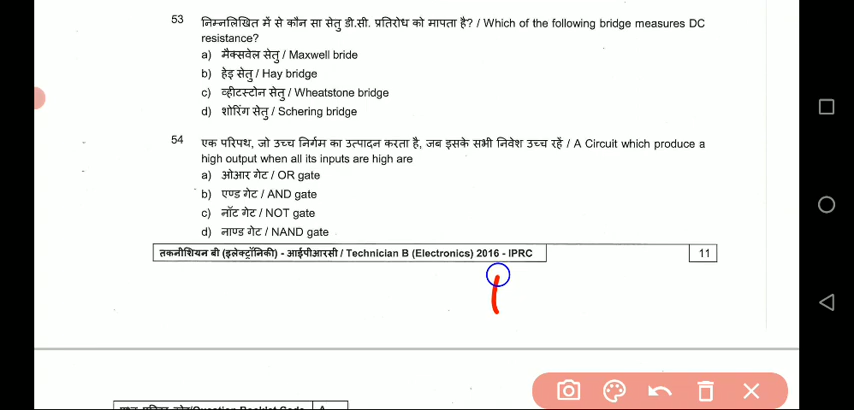 53 निम्नलिखित में से कौन सा सेतु डी.सी. प्रतिरोध को मापता है? / Which of the following bridge measures DC
resistance?
a) मैक्सवेल सेतु / Maxwell bride
b) हेइ सेतु / Hay bridge
c) व्हीटस्टोन सेतु / Wheatstone bridge
d) शोरिंग सेतु / Schering bridge
54 एक परिपथ, जो उच्च निर्गम का उत्पादन करता है, जब इसके सभी निवेश उच्च रहें / A Circuit which produce a
high output when all its inputs are high are
a) ओआर गेट / OR gate
b) एण्ड गेट / AND gate
c) नॉट गेट / NOT gate
d) नाण्ड गेट / NAND gate
तकनीशियन बी (इलेक्ट्रॉनिकी) - आईपीआरसी / Technician B (Electronics) 2016 - IPRC 11